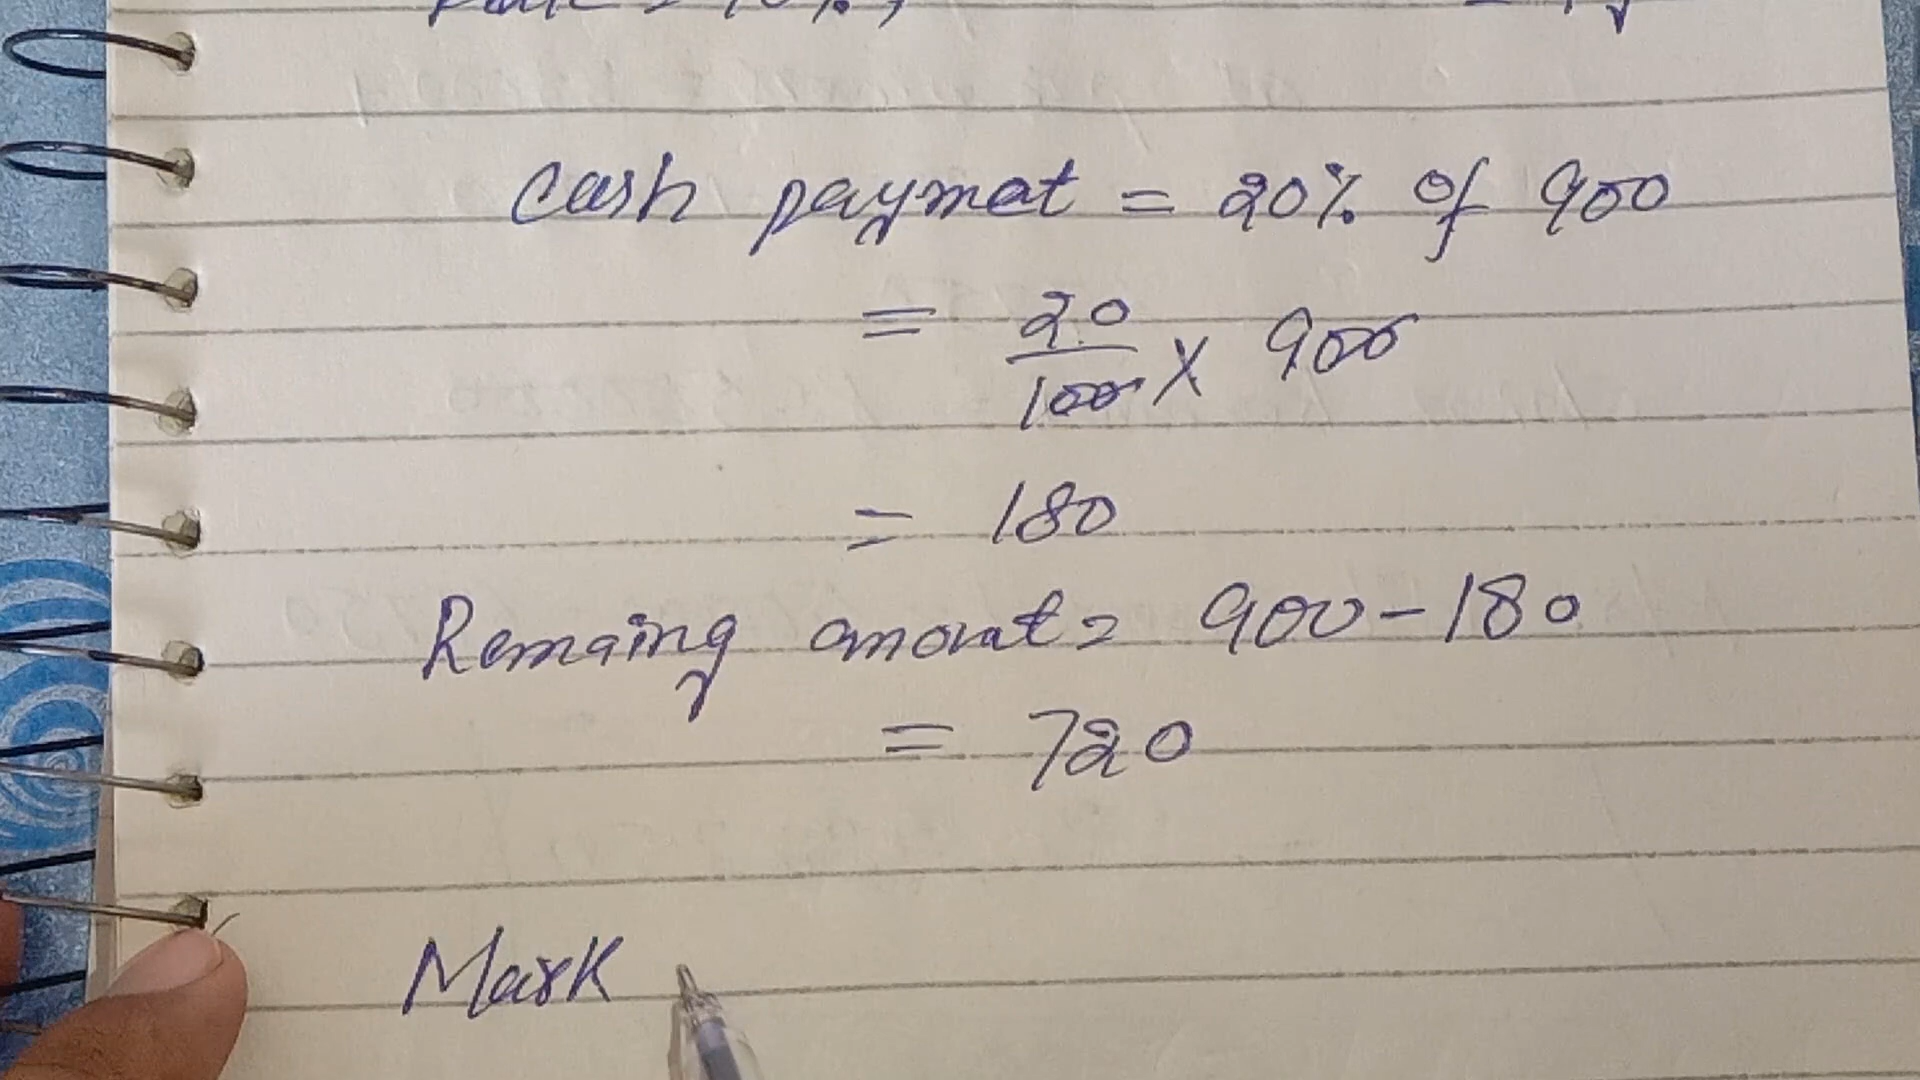 cash paymet = 20% of 900
= 20/100 X 900
= 180
Remaing amout = 900 - 180
= 720
Mark